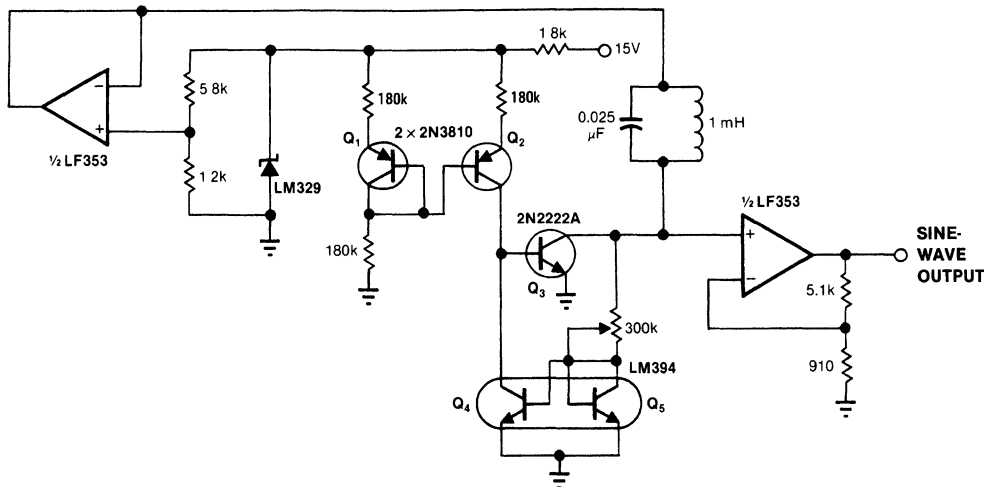 1 8k
15V
5 8k
180k
180k
0.025
μF
1 mH
Q1
2 × 2N3810
Q2
½ LF353
1 2k
LM329
½ LF353
2N2222A
SINE-
WAVE
OUTPUT
180k
Q3
5.1k
300k
LM394
910
Q4
Q5